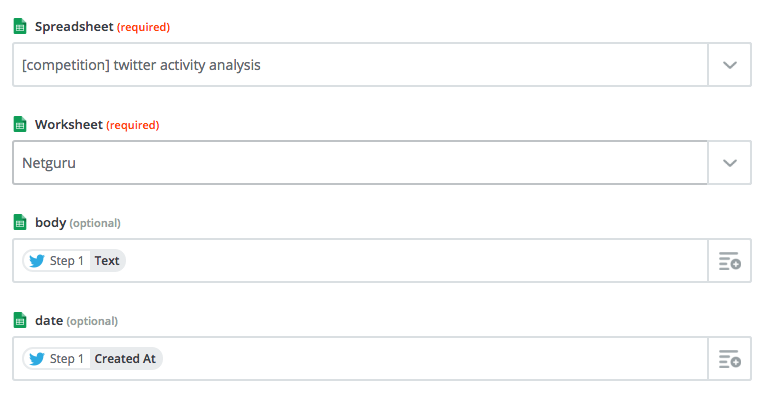 Spreadsheet (required)
[competition] twitter activity analysis
Worksheet (required)
Netguru
body (optional)
Step 1 Text
date (optional)
Step 1 Created At